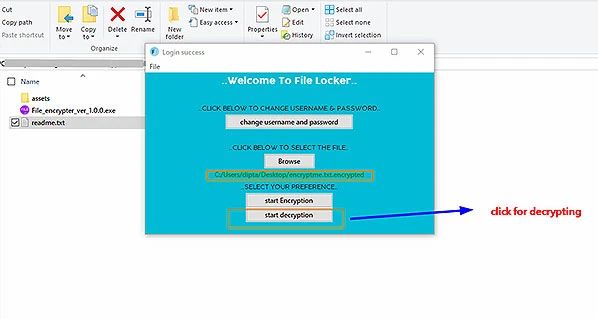 Cut
Copy path
Paste shortcut
Move to
Copy to
Delete
Rename
Organize
New folder
New item
Easy access
New
Properties
Open
Edit
History
Open
Select all
Select none
Invert selection
Select
Login success
File
..Welcome To File Locker..
..CLICK BELOW TO CHANGE USERNAME & PASSWORD..
change username and password
..CLICK BELOW TO SELECT THE FILE..
Browse
C:/Users/dipta/Desktop/encryptme.txt.encrypted
..SELECT YOUR PREFERENCE..
start Encryption
start decryption
assets
File_encrypter_ver_1.0.0.exe
readme.txt
click for decrypting